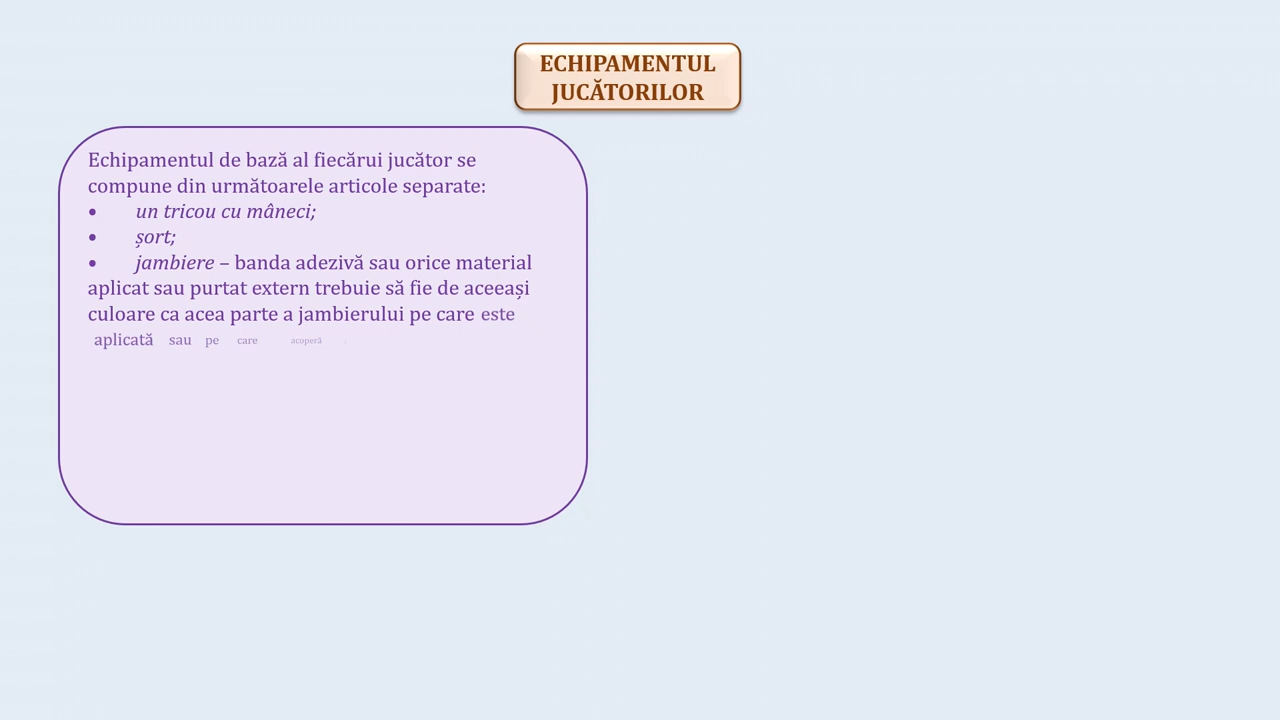 ECHIPAMENTUL
JUCĂTORILOR
Echipamentul de bază al fiecărui jucător se
compune din următoarele articole separate:
• un tricou cu mâneci;
• șort;
• jambiere – banda adezivă sau orice material
aplicat sau purtat extern trebuie să fie de aceeași
culoare ca acea parte a jambierului pe care este
aplicată sau pe care acoperă